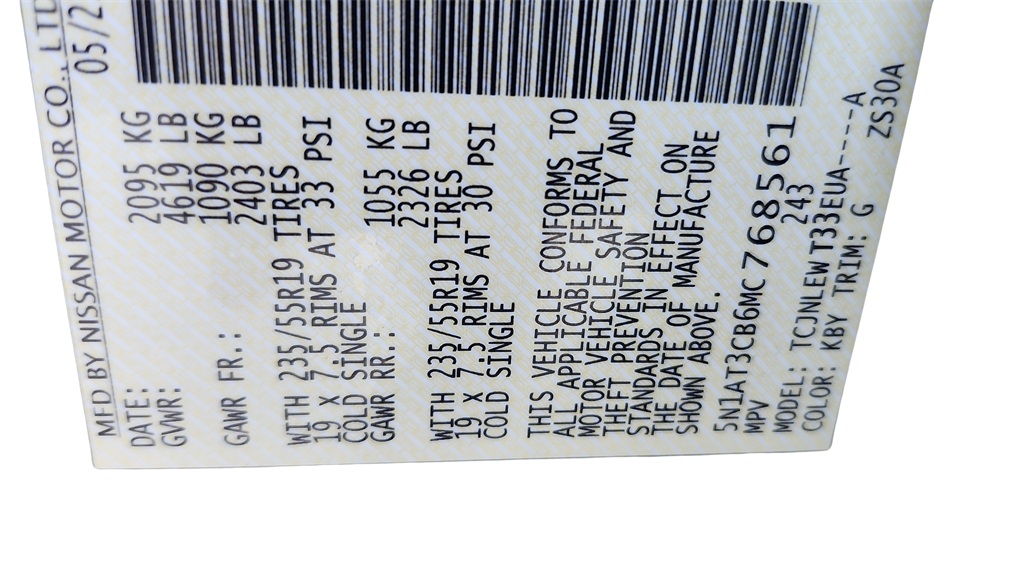 MFD BY NISSAN MOTOR CO., LTD
DATE: 05/2
GVWR: 2095 KG
4619 LB
GAWR FR.: 1090 KG
2403 LB
WITH 235/55R19 TIRES
19 X 7.5 RIMS AT 33 PSI
COLD SINGLE
GAWR RR.: 1055 KG
2326 LB
WITH 235/55R19 TIRES
19 X 7.5 RIMS AT 30 PSI
COLD SINGLE
THIS VEHICLE CONFORMS TO
ALL APPLICABLE FEDERAL
MOTOR VEHICLE SAFETY AND
THEFT PREVENTION
STANDARDS IN EFFECT ON
THE DATE OF MANUFACTURE
SHOWN ABOVE.
5N1AT3CB6MC768561
MPV 243
MODEL: TCJNLEWT33EUA-----A
COLOR: KBY TRIM: G ZS30A